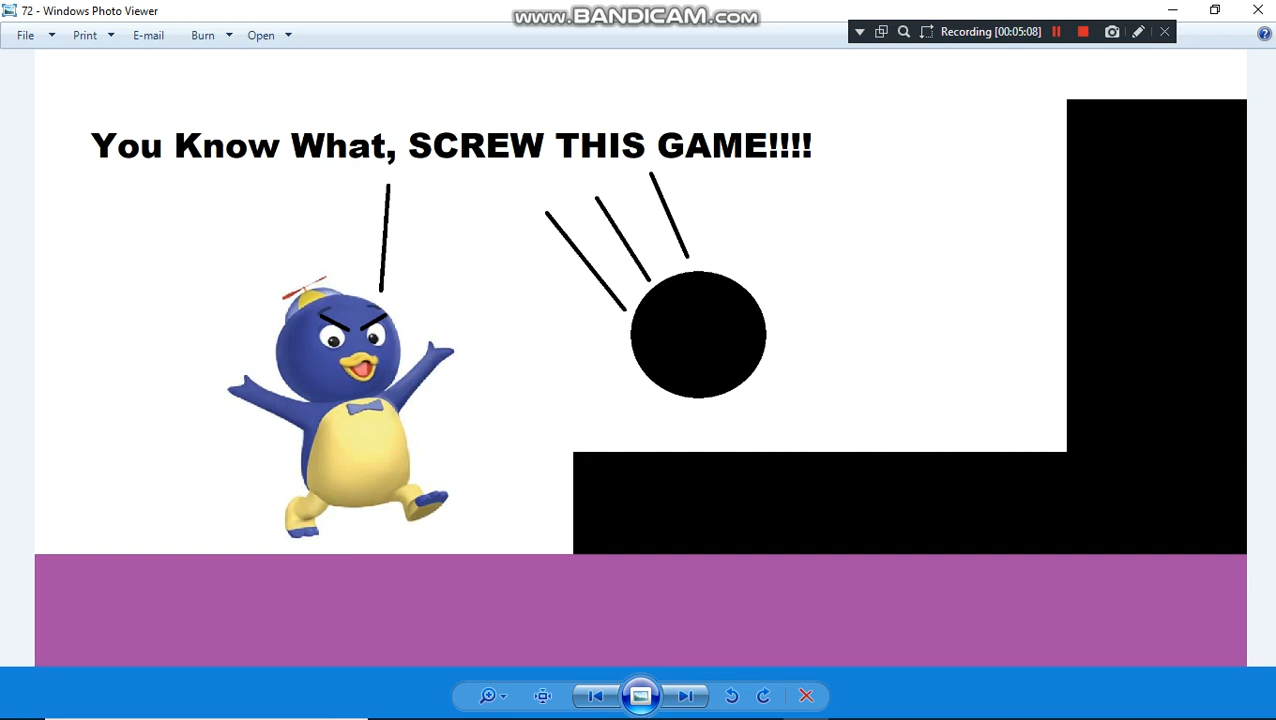 72 - Windows Photo Viewer
www.BANDICAM.com
File Print E-mail Burn Open
Recording [00:05:08]
You Know What, SCREW THIS GAME!!!!